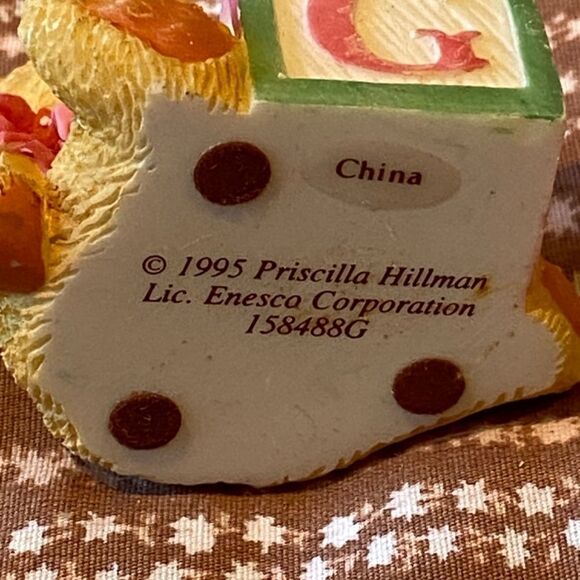 G
China
© 1995 Priscilla Hillman
Lic. Enesco Corporation
158488G